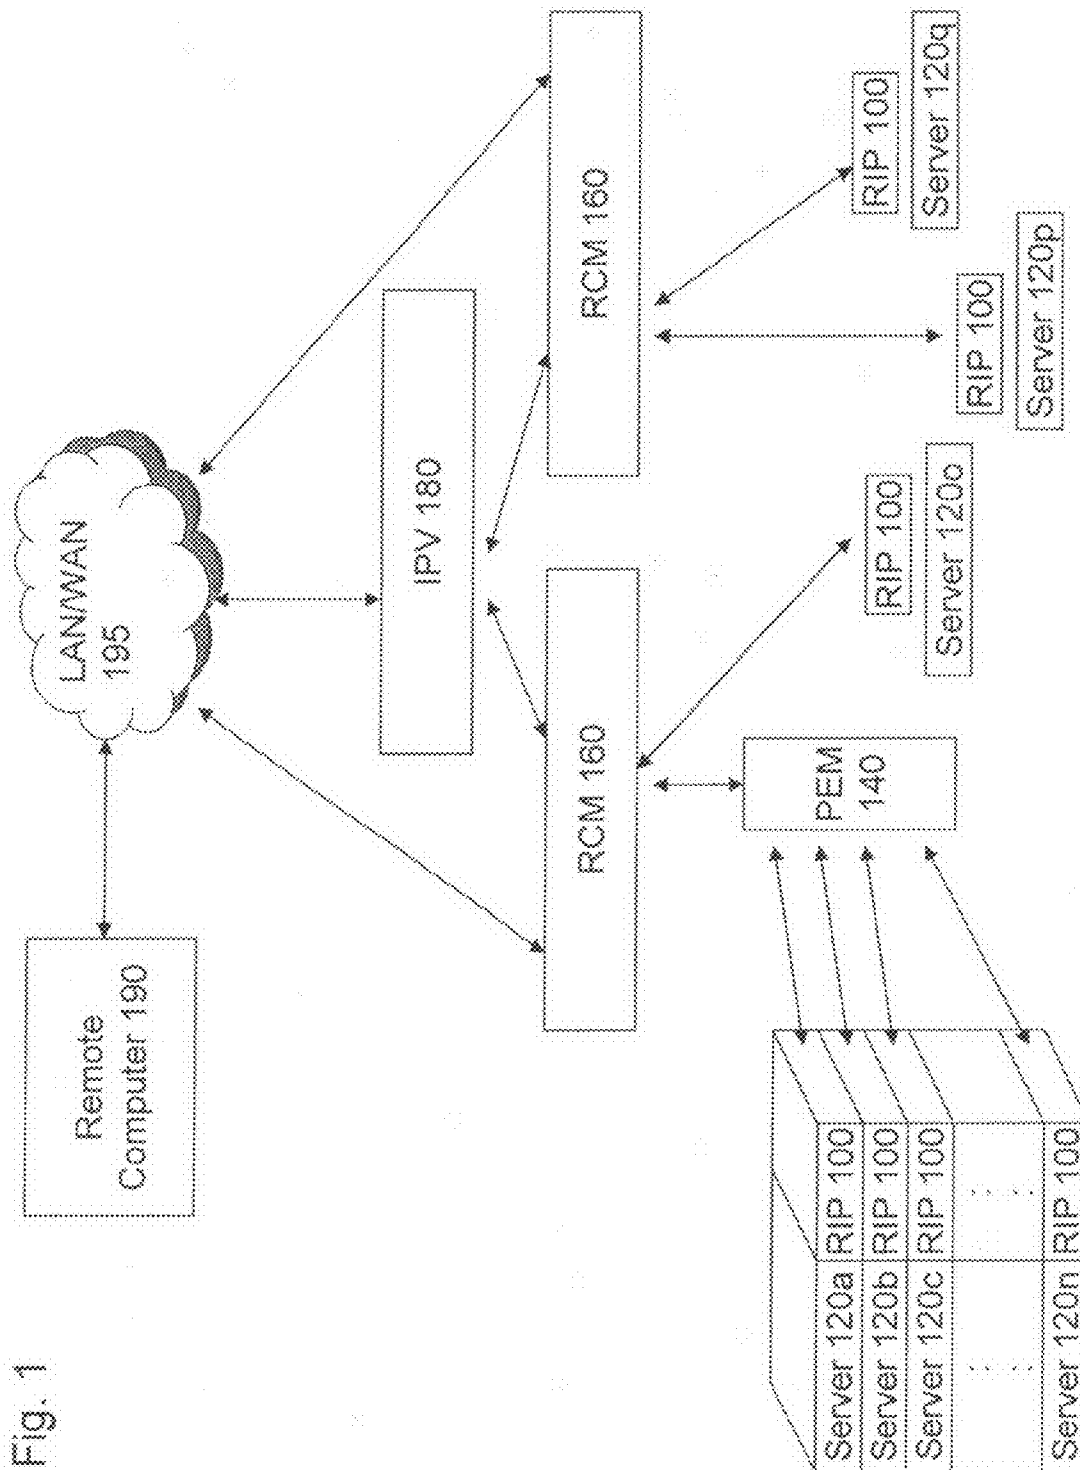 Fig. 1
Remote
Computer 190
LAN/WAN
195
IPV 180
RCM 160
RCM 160
PEM
140
RIP 100
Server 120o
RIP 100
Server 120p
RIP 100
Server 120q
Server 120a RIP 100
Server 120b RIP 100
Server 120c RIP 100
Server 120n RIP 100